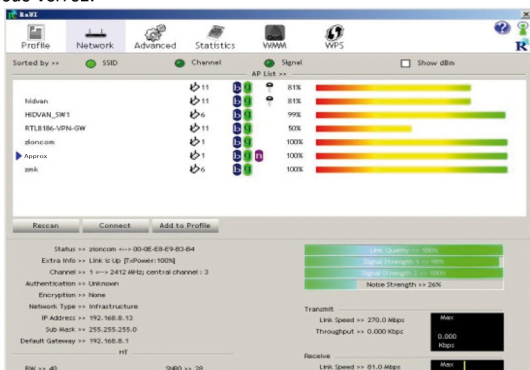 RaUI
Profile Network Advanced Statistics WMM WPS
Sorted by >> SSID Channel Signal Show dBm
AP List >>
11 b g 81%
hidvan 11 b g 81%
HIDVAN_SW1 6 b g 99%
RTL8186-VPN-GW 11 b g 50%
zioncom 1 b g 100%
Approx 1 b g n 100%
zmk 6 b g 100%
Rescan Connect Add to Profile
Status >> zioncom <--> 00-0E-E8-E9-83-B4
Extra Info >> Link is Up [TxPower:100%]
Channel >> 1 <--> 2412 MHz; central channel : 3
Authentication >> Unknown
Encryption >> None
Network Type >> Infrastructure
IP Address >> 192.168.8.13
Sub Mask >> 255.255.255.0
Default Gateway >> 192.168.8.1
HT
BW >> 40 SNR0 >> 28
Link Quality >> 100%
Signal Strength 1 >> 98%
Signal Strength 2 >> 100%
Noise Strength >> 26%
Transmit
Link Speed >> 270.0 Mbps Max
Throughput >> 0.000 Kbps 0.000
Kbps
Receive
Link Speed >> 81.0 Mbps Max